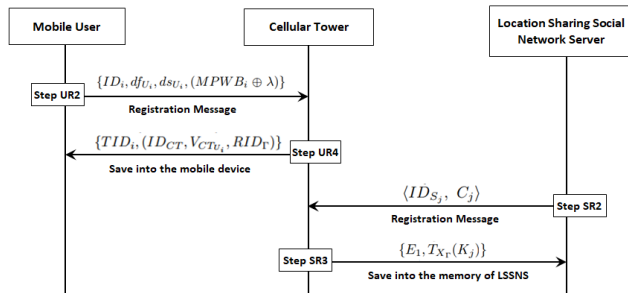 Mobile User
Cellular Tower
Location Sharing Social
Network Server
{ID_i, df_{U_i}, ds_{U_i}, (MPWB_i ⊕ λ)}
Step UR2
Registration Message
{TID_i, (ID_{CT}, V_{CTU_i}, RID_Γ)}
Step UR4
Save into the mobile device
⟨ID_{S_j}, C_j⟩
Step SR2
Registration Message
{E_1, T_{X_Γ}(K_j)}
Step SR3
Save into the memory of LSSNS